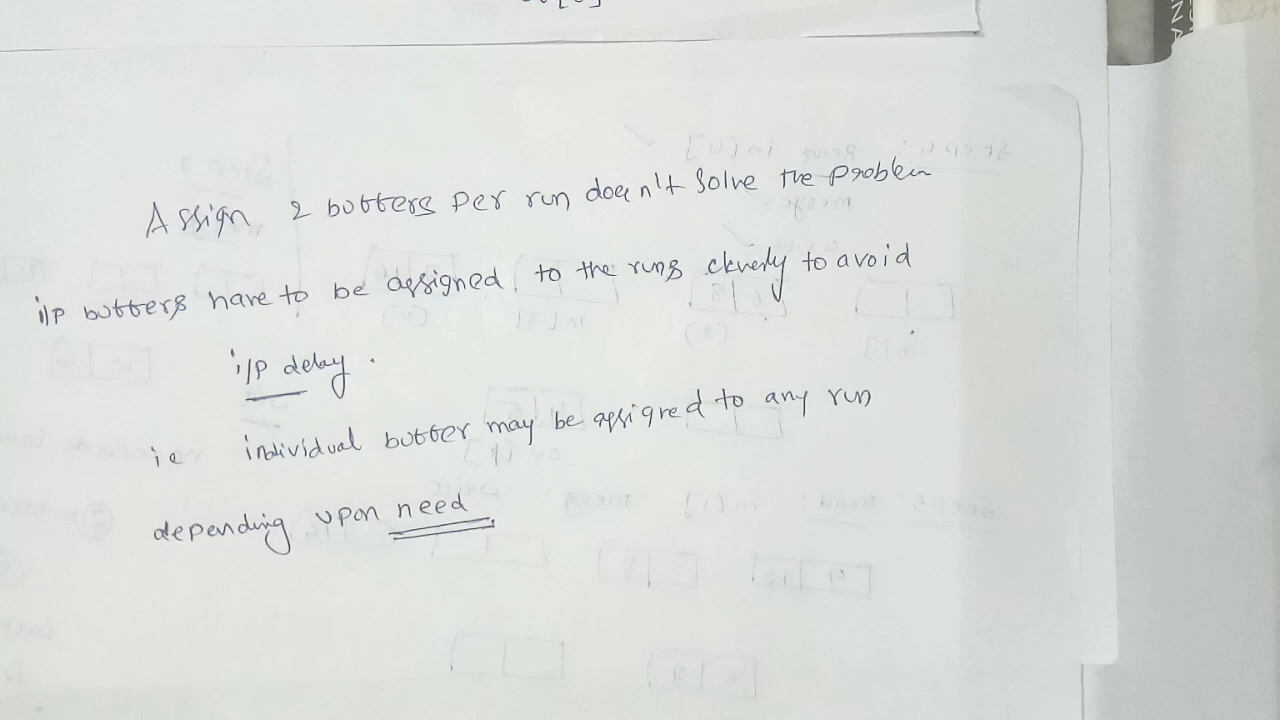 Assign 2 buffers per run doesn't solve the problem
i/p buffers have to be assigned to the runs cleverly to avoid
i/p delay.
ie individual buffer may be assigned to any run
depending upon need